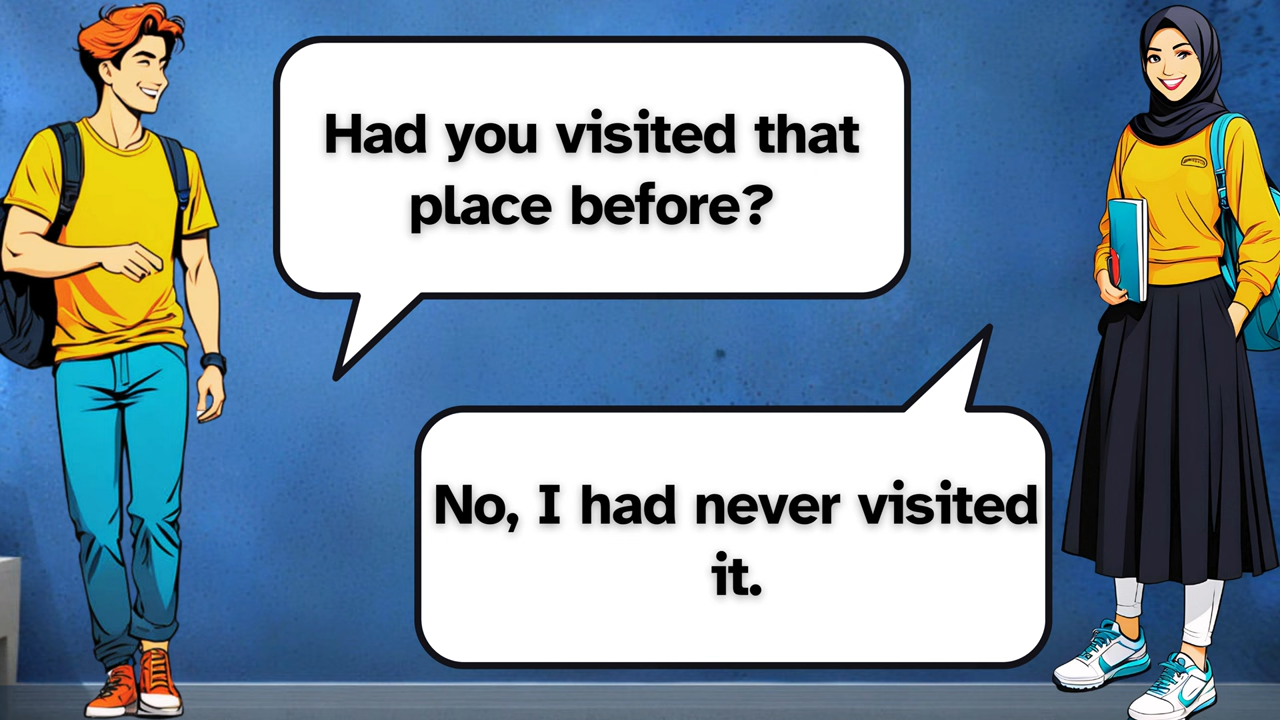 Had you visited that
place before?
No, I had never visited
it.